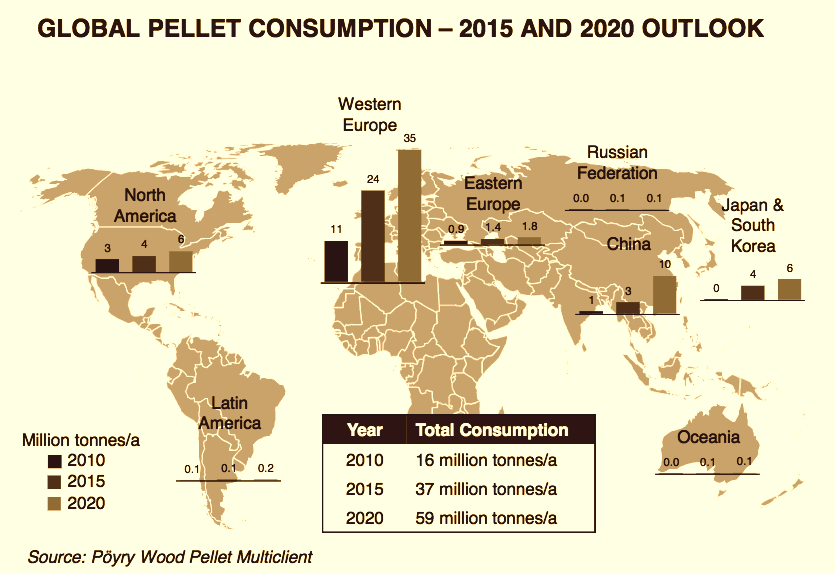 GLOBAL PELLET CONSUMPTION – 2015 AND 2020 OUTLOOK
Western
Europe
11
24
35
North
America
3
4
6
Eastern
Europe
0.9
1.4
1.8
Russian
Federation
0.0
0.1
0.1
Japan &
South
Korea
0
4
6
China
1
3
10
Latin
America
0.1
0.1
0.2
Oceania
0.0
0.1
0.1
Million tonnes/a
2010
2015
2020
Year Total Consumption
2010 16 million tonnes/a
2015 37 million tonnes/a
2020 59 million tonnes/a
Source: Pöyry Wood Pellet Multiclient